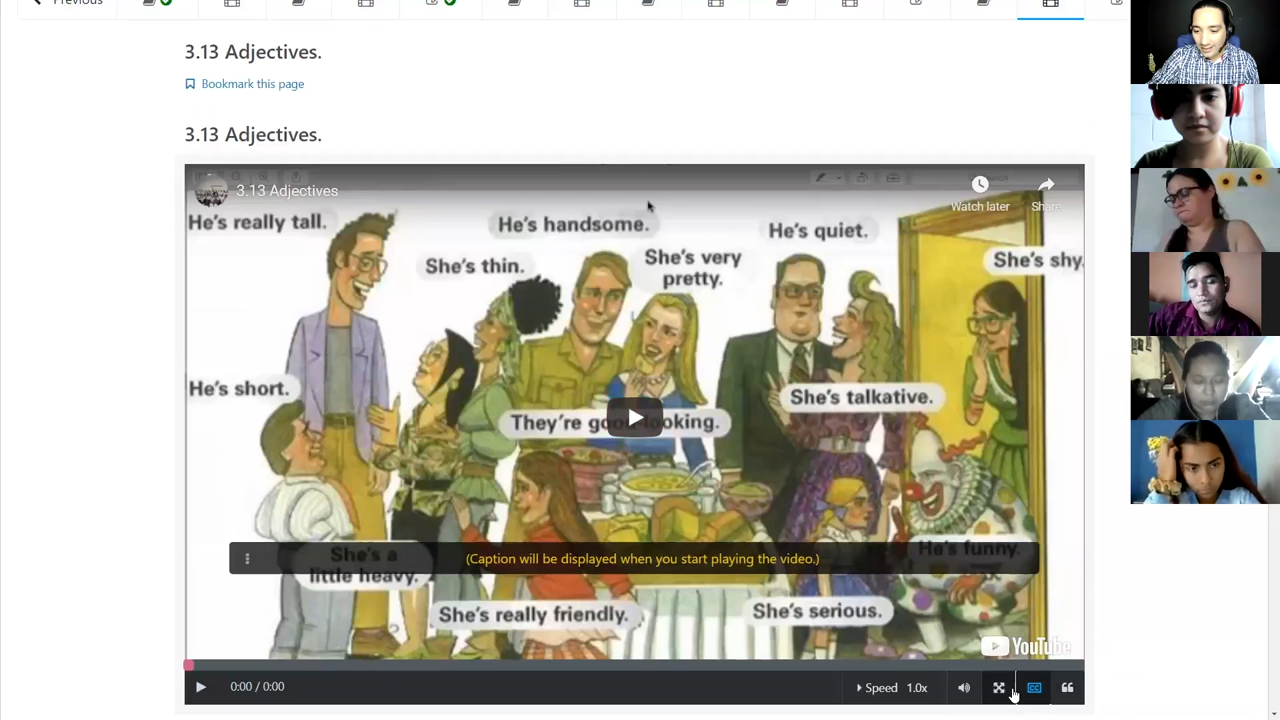 Previous
3.13 Adjectives.
Bookmark this page
3.13 Adjectives.
3.13 Adjectives
Watch later
Share
He's really tall.
He's handsome.
He's quiet.
She's thin.
She's very
pretty.
She's shy.
He's short.
She's talkative.
They're good-looking.
He's funny.
She's a
little heavy.
(Caption will be displayed when you start playing the video.)
She's really friendly.
She's serious.
YouTube
0:00 / 0:00
Speed 1.0x
CC